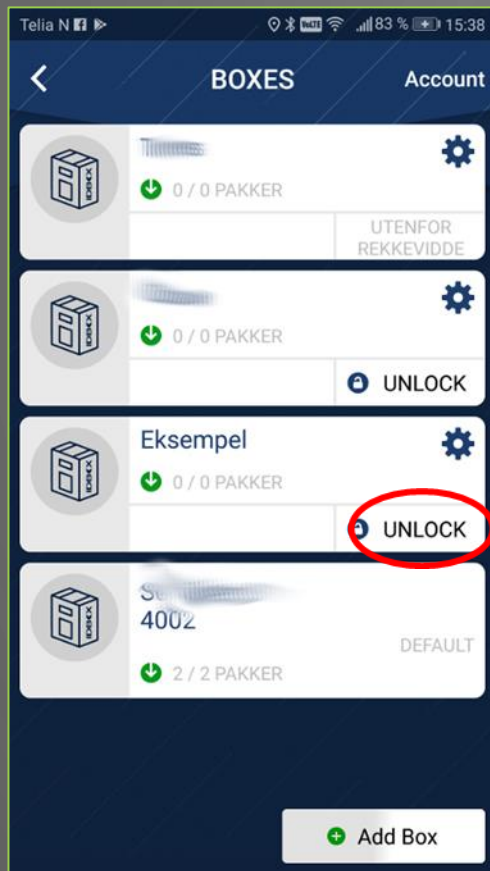 Telia N 83 % 15:38
BOXES Account
0 / 0 PAKKER
UTENFOR
REKKEVIDDE
0 / 0 PAKKER
UNLOCK
Eksempel
0 / 0 PAKKER
UNLOCK
4002
DEFAULT
2 / 2 PAKKER
Add Box